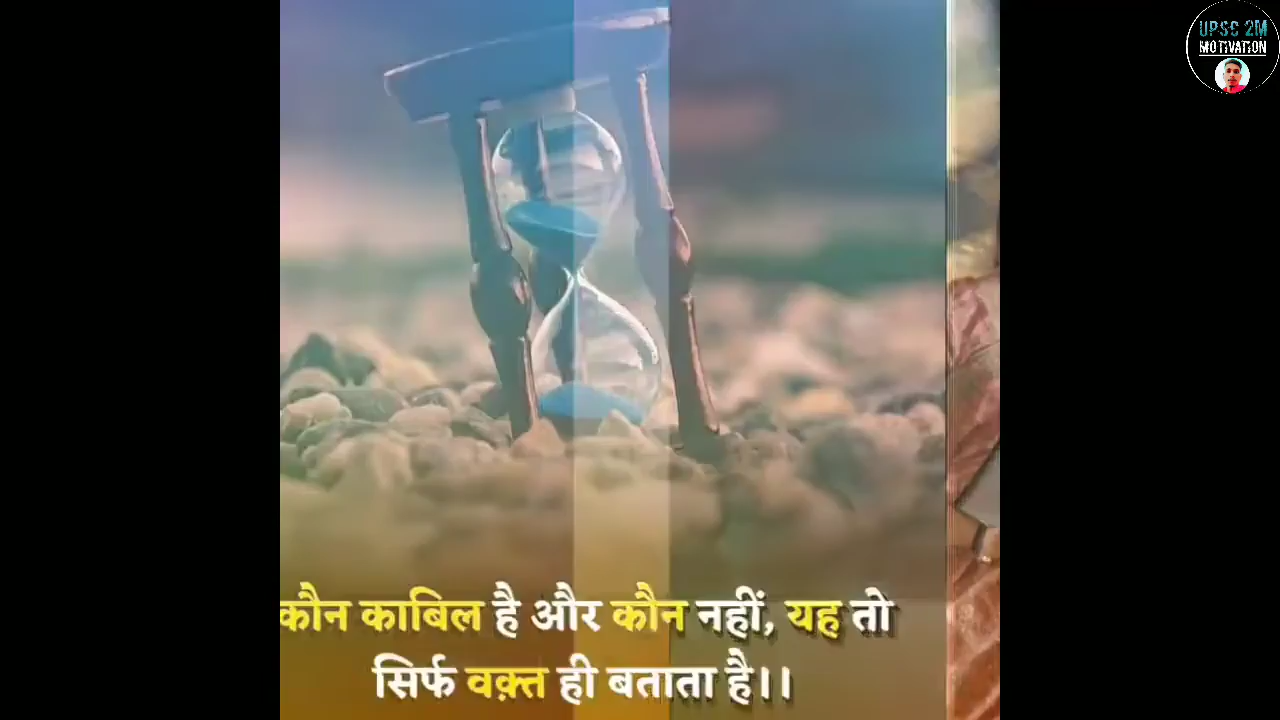 UPSC 2M
MOTIVATION
कौन काबिल है और कौन नहीं, यह तो
सिर्फ वक़्त ही बताता है।।